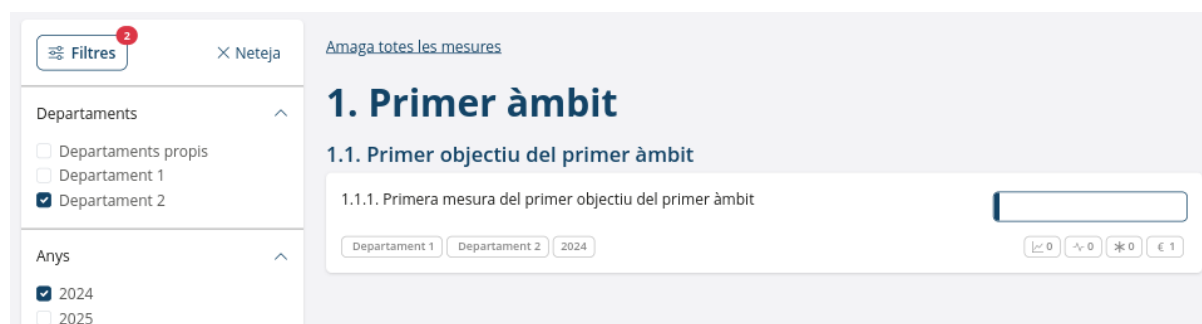 Filtres
2
Neteja
Departaments
Departaments propis
Departament 1
Departament 2
Anys
2024
2025
Amaga totes les mesures
1. Primer àmbit
1.1. Primer objectiu del primer àmbit
1.1.1. Primera mesura del primer objectiu del primer àmbit
Departament 1 Departament 2 2024
0 0 0 € 1